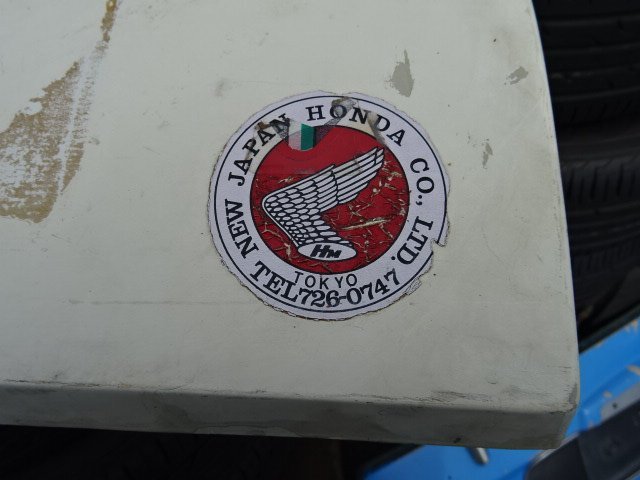 NEW JAPAN HONDA CO., LTD.
HM
TOKYO
TEL726-0747